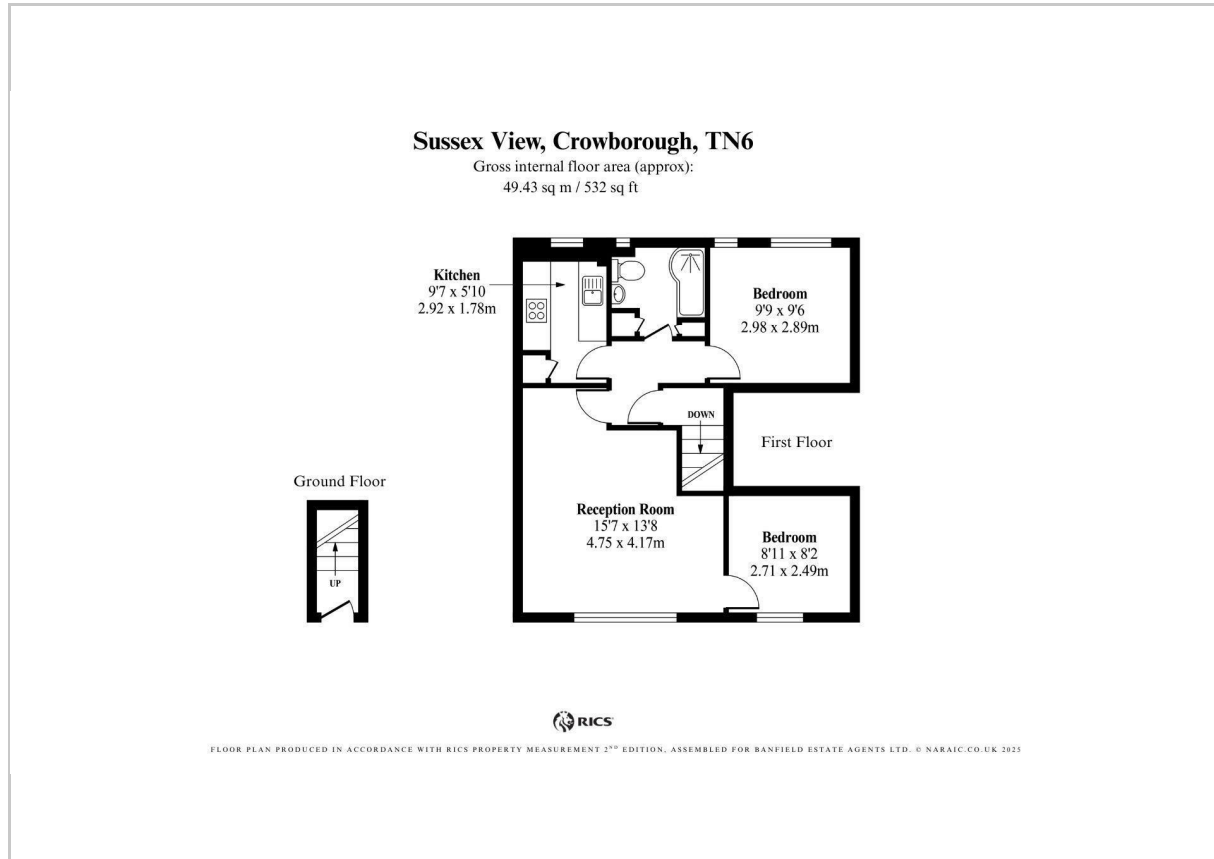 Sussex View, Crowborough, TN6
Gross internal floor area (approx):
49.43 sq m / 532 sq ft
Kitchen
9'7 x 5'10
2.92 x 1.78m
Bedroom
9'9 x 9'6
2.98 x 2.89m
DOWN
First Floor
Ground Floor
UP
Reception Room
15'7 x 13'8
4.75 x 4.17m
Bedroom
8'11 x 8'2
2.71 x 2.49m
RICS
FLOOR PLAN PRODUCED IN ACCORDANCE WITH RICS PROPERTY MEASUREMENT 2ND EDITION, ASSEMBLED FOR BANFIELD ESTATE AGENTS LTD. © NARAIC.CO.UK 2025